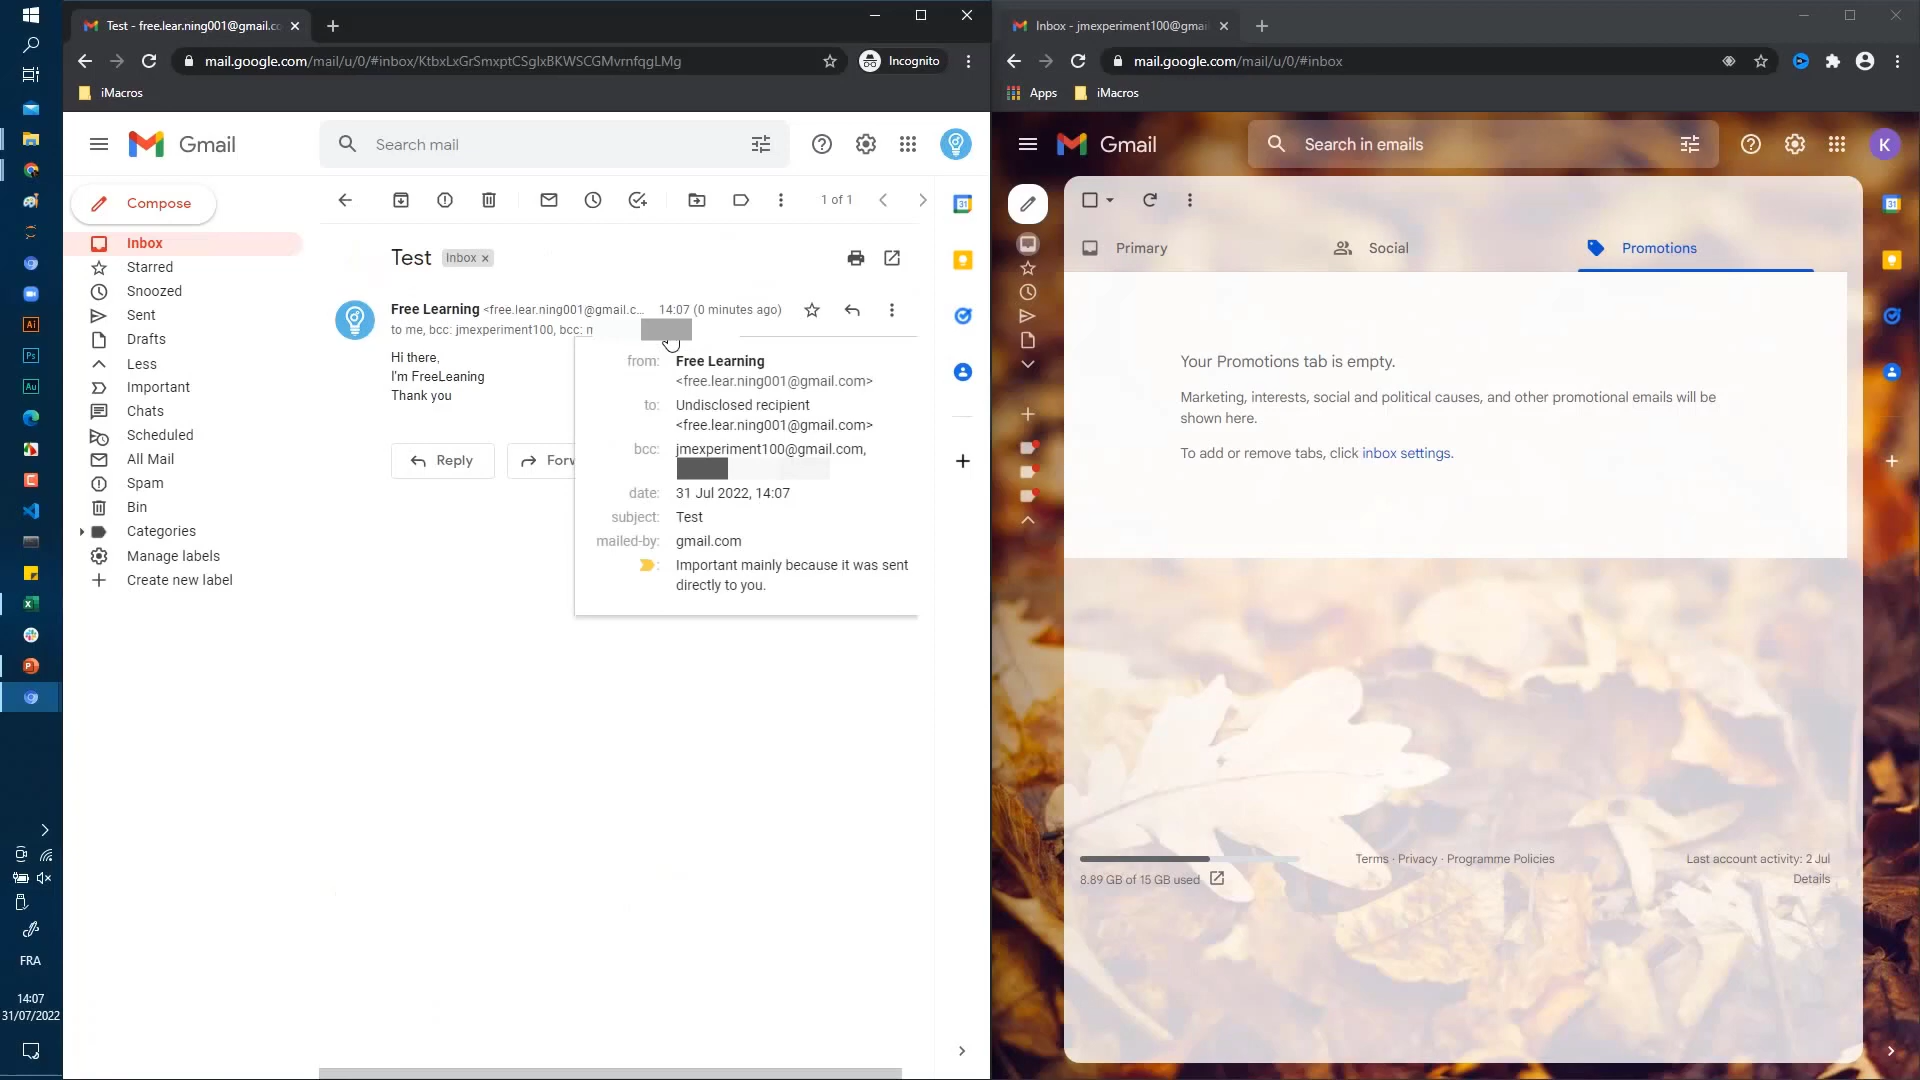 Test - free.lear.ning001@gmail.co
mail.google.com/mail/u/0/#inbox/KtbxLxGrSmxptCSglxBKWSCGMvrnfqgLMg
Incognito
iMacros
Gmail
Search mail
Compose
1 of 1
Inbox
Starred
Snoozed
Sent
Drafts
Less
Important
Chats
Scheduled
All Mail
Spam
Bin
Categories
Manage labels
Create new label
Test
Inbox ×
Free Learning <free.lear.ning001@gmail.c... 14:07 (0 minutes ago)
to me, bcc: jmexperiment100, bcc: n
Hi there,
I'm FreeLeaning
Thank you
Reply
Forw
from: Free Learning
<free.lear.ning001@gmail.com>
to: Undisclosed recipient
<free.lear.ning001@gmail.com>
bcc: jmexperiment100@gmail.com,
date: 31 Jul 2022, 14:07
subject: Test
mailed-by: gmail.com
: Important mainly because it was sent
directly to you.
31
Ai
Ps
Au
FRA
14:07
31/07/2022
Inbox - jmexperiment100@gmai
mail.google.com/mail/u/0/#inbox
Apps
iMacros
Gmail
Search in emails
K
Primary
Social
Promotions
Your Promotions tab is empty.
Marketing, interests, social and political causes, and other promotional emails will be
shown here.
To add or remove tabs, click inbox settings.
8.89 GB of 15 GB used
Terms · Privacy · Programme Policies
Last account activity: 2 Jul
Details
31